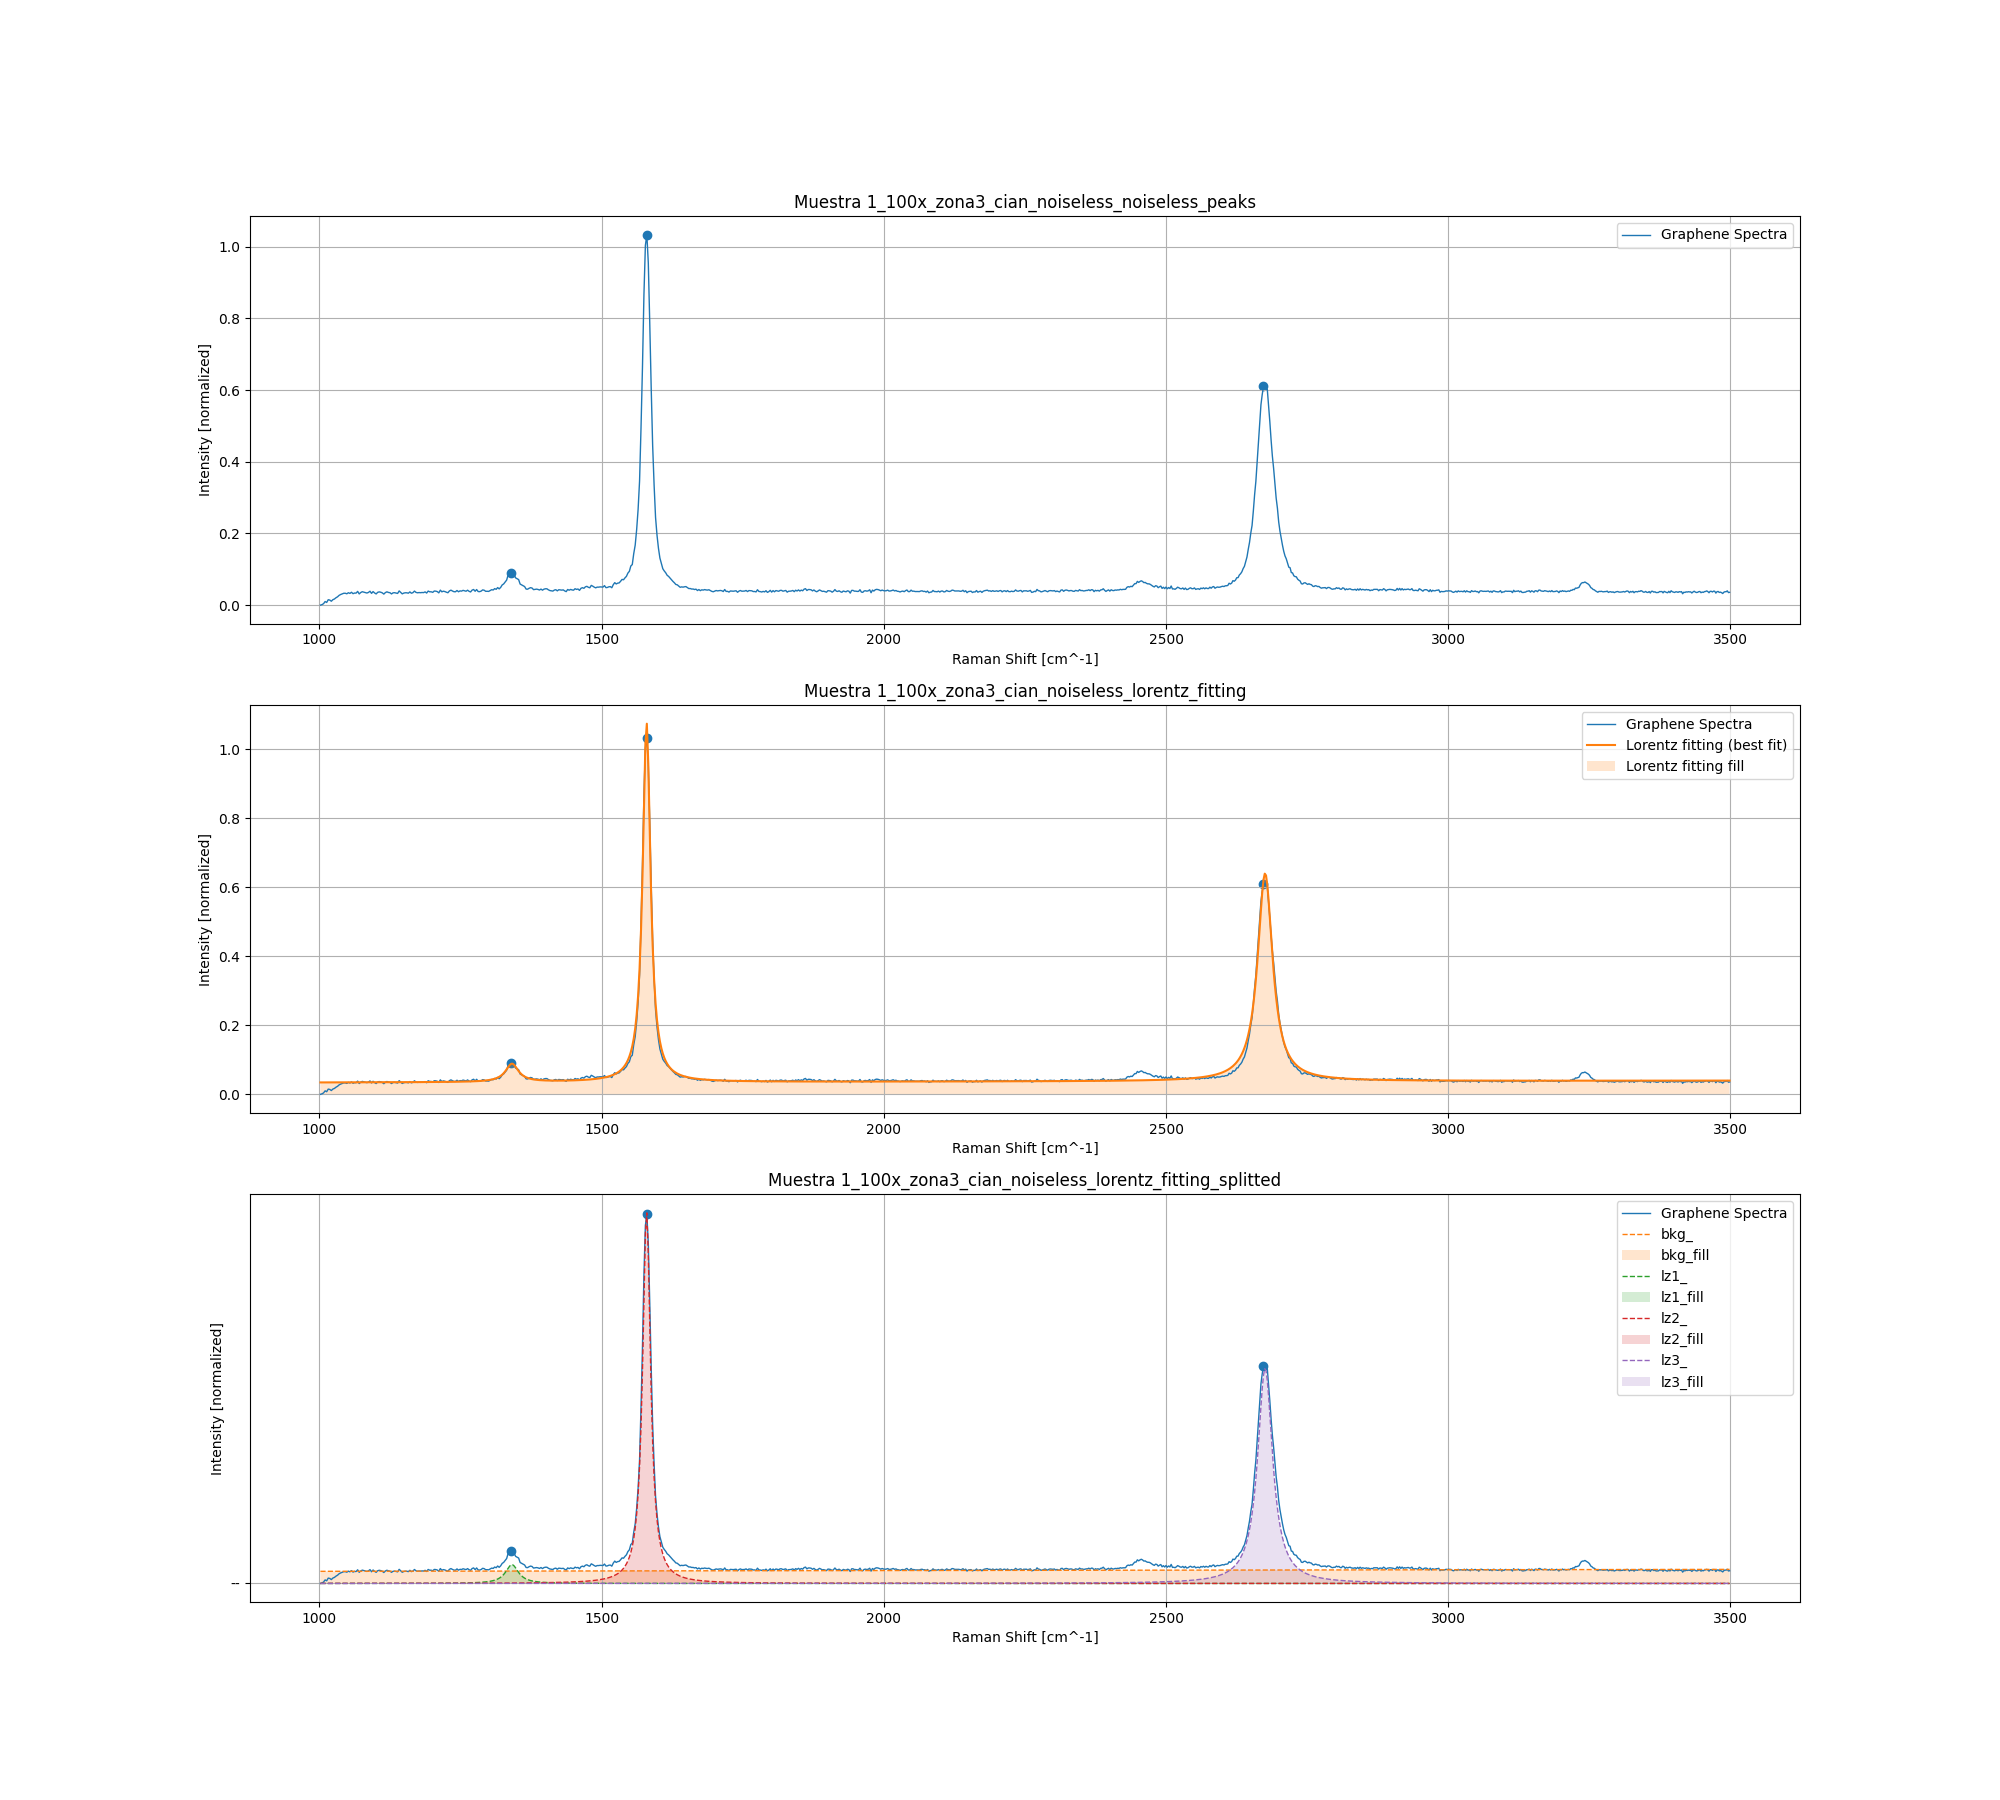 Muestra 1_100x_zona3_cian_noiseless_noiseless_peaks
Graphene Spectra
Intensity [normalized]
1.0
0.8
0.6
0.4
0.2
0.0
1000 1500 2000 2500 3000 3500
Raman Shift [cm^-1]
Muestra 1_100x_zona3_cian_noiseless_lorentz_fitting
Graphene Spectra
Lorentz fitting (best fit)
Lorentz fitting fill
Intensity [normalized]
1.0
0.8
0.6
0.4
0.2
0.0
1000 1500 2000 2500 3000 3500
Raman Shift [cm^-1]
Muestra 1_100x_zona3_cian_noiseless_lorentz_fitting_splitted
Graphene Spectra
bkg_
bkg_fill
lz1_
lz1_fill
lz2_
lz2_fill
lz3_
lz3_fill
Intensity [normalized]
--
1000 1500 2000 2500 3000 3500
Raman Shift [cm^-1]